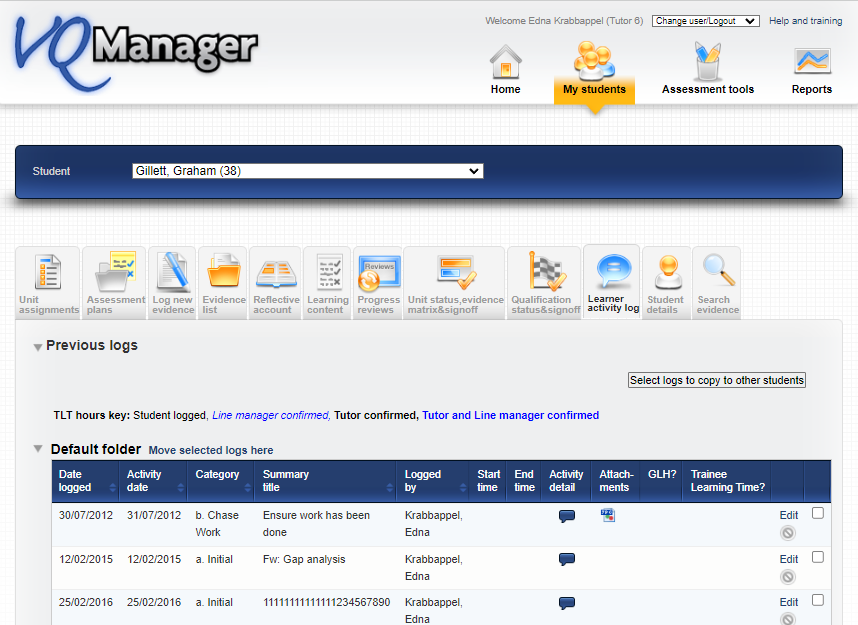 VQManager
Welcome Edna Krabbappel (Tutor 6) Change user/Logout Help and training
Home My students Assessment tools Reports
Student Gillett, Graham (38)
Reviews
Unit assignments
Assessment plans
Log new evidence
Evidence list
Reflective account
Learning content
Progress reviews
Unit status,evidence matrix&signoff
Qualification status&signoff
Learner activity log
Student details
Search evidence
Previous logs
Select logs to copy to other students
TLT hours key: Student logged, Line manager confirmed, Tutor confirmed, Tutor and Line manager confirmed
Default folder Move selected logs here
Date logged Activity date Category Summary title Logged by Start time End time Activity detail Attach-ments GLH? Trainee Learning Time?
30/07/2012 31/07/2012 b. Chase Work Ensure work has been done Krabbappel, Edna Edit
12/02/2015 12/02/2015 a. Initial Fw: Gap analysis Krabbappel, Edna Edit
25/02/2016 25/02/2016 a. Initial 1111111111111234567890 Krabbappel, Edna Edit